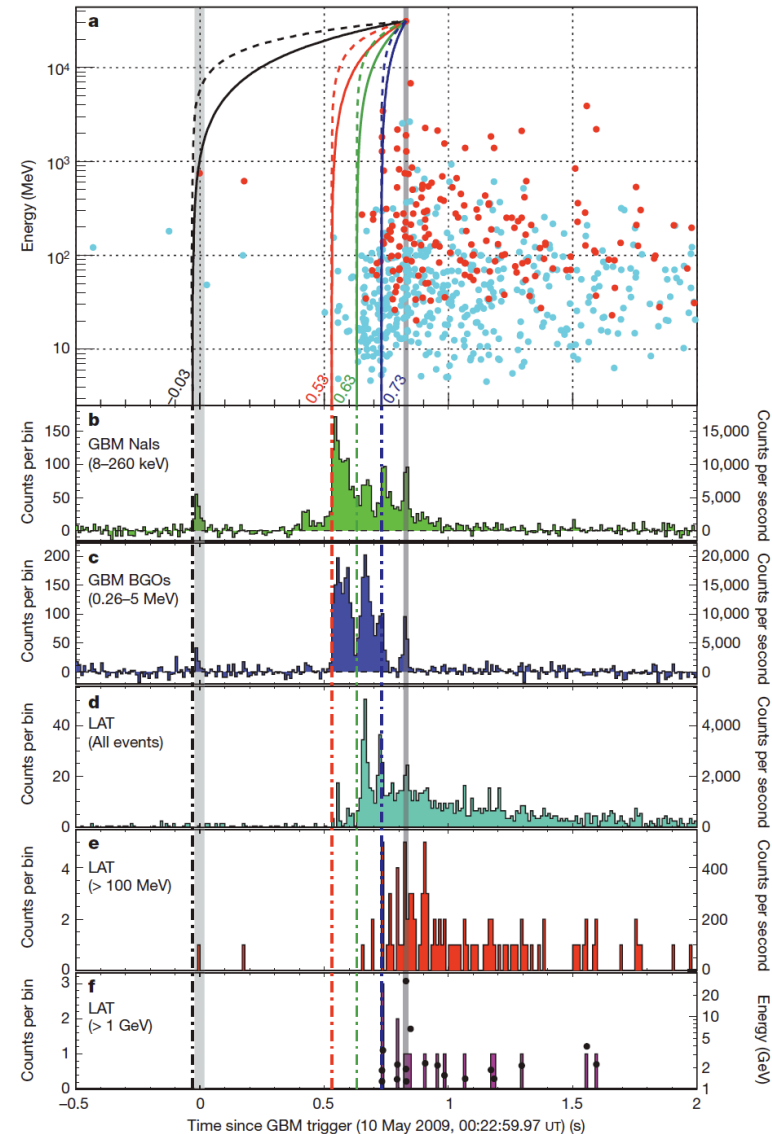 a
10⁴
10³
10²
10
Energy (MeV)
–0.03
0.53
0.63
0.73
b
GBM NaIs
(8–260 keV)
Counts per bin
150
100
50
0
15,000
10,000
5,000
0
Counts per second
c
GBM BGOs
(0.26–5 MeV)
Counts per bin
200
150
100
50
0
20,000
15,000
10,000
5,000
0
Counts per second
d
LAT
(All events)
Counts per bin
40
20
0
4,000
2,000
0
Counts per second
e
LAT
(> 100 MeV)
Counts per bin
4
2
0
400
200
0
Counts per second
f
LAT
(> 1 GeV)
Counts per bin
3
2
1
0
20
10
5
2
1
Energy (GeV)
–0.5
0
0.5
1
1.5
2
Time since GBM trigger (10 May 2009, 00:22:59.97 UT) (s)